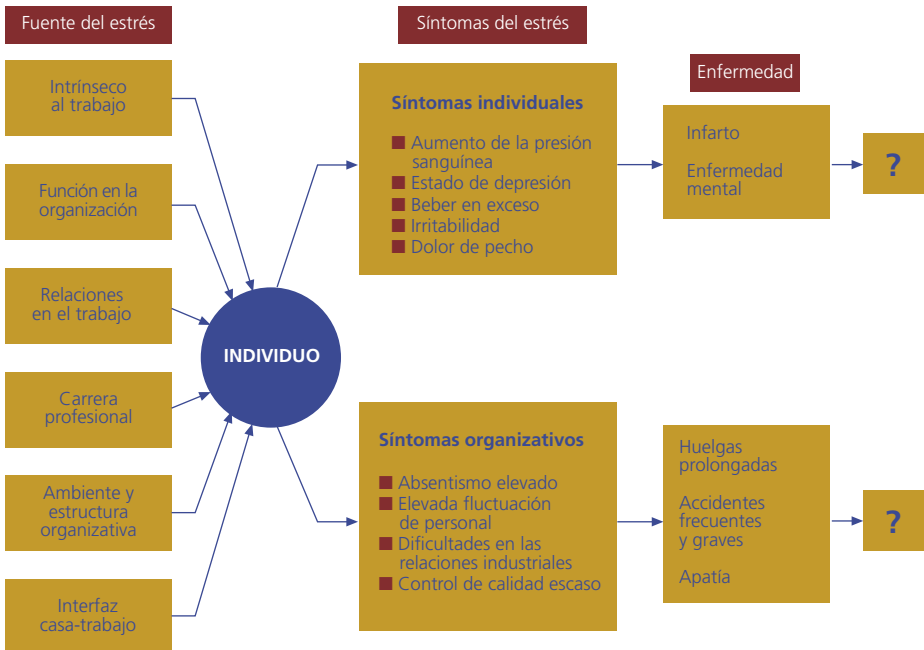 Fuente del estrés
Intrínseco
al trabajo
Función en la
organización
Relaciones
en el trabajo
Carrera
profesional
Ambiente y
estructura
organizativa
Interfaz
casa-trabajo
INDIVIDUO
Síntomas del estrés
Síntomas individuales
Aumento de la presión
sanguínea
Estado de depresión
Beber en exceso
Irritabilidad
Dolor de pecho
Síntomas organizativos
Absentismo elevado
Elevada fluctuación
de personal
Dificultades en las
relaciones industriales
Control de calidad escaso
Enfermedad
Infarto
Enfermedad
mental
?
Huelgas
prolongadas
Accidentes
frecuentes
y graves
Apatía
?